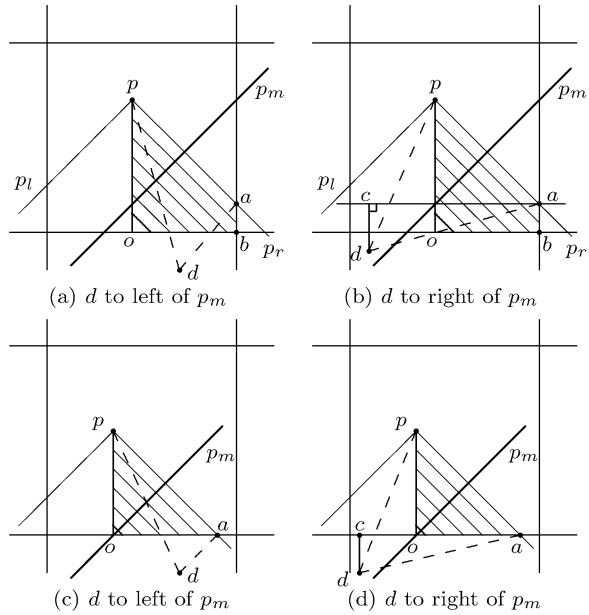 p p
p_m p_m
p_l a p_l c a
o b o b
d p_r d p_r
(a) d to left of p_m (b) d to right of p_m
p p
p_m p_m
o a c o a
d d
(c) d to left of p_m (d) d to right of p_m